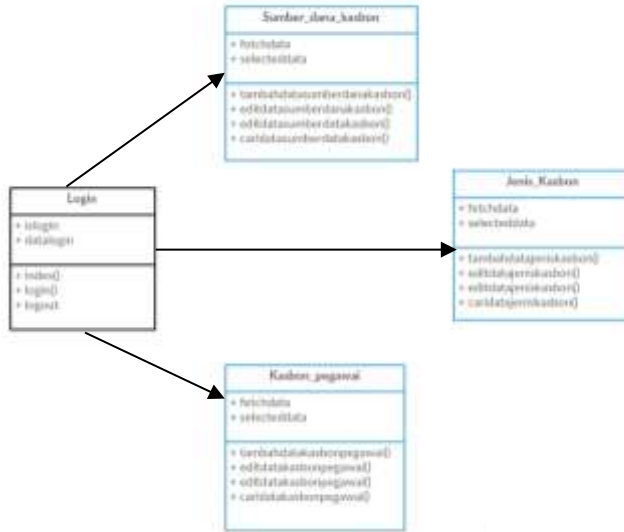 Sumber_dana_kasbon
+ fetchdata
+ selecteddata
+ tambahdatasumberdanakasbon()
+ editdatasumberdanakasbon()
+ editdatasumberdatakasbon()
+ caridatasumberdatakasbon()
Login
+ islogin
+ datalogin
+ index()
+ login()
+ logout
Jenis_Kasbon
+ fetchdata
+ selecteddata
+ tambahdatajeniskasbon()
+ editdatajeniskasbon()
+ editdatajeniskasbon()
+ caridatajeniskasbon()
Kasbon_pegawai
+ fetchdata
+ selecteddata
+ tambahdatakasbonpegawai()
+ editdatakasbonpegawai()
+ editdatakasbonpegawai()
+ caridatakasbonpegawai()